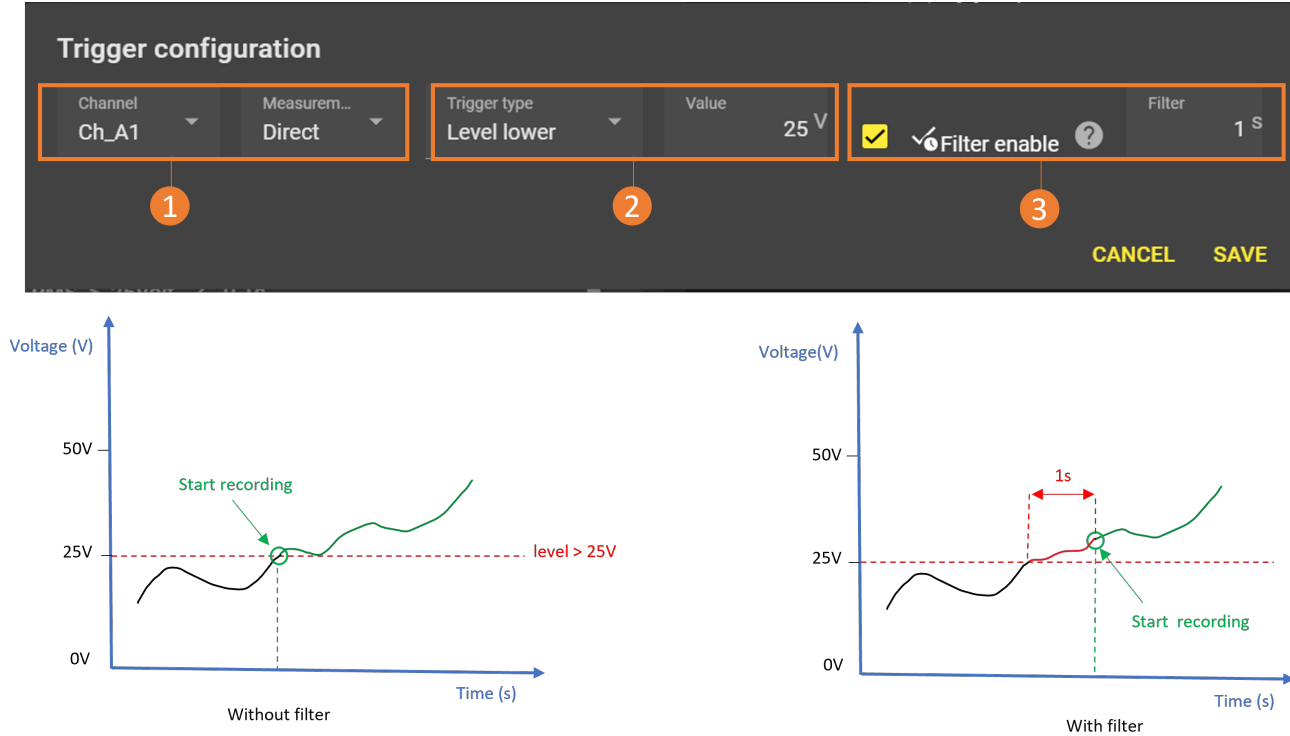 Trigger configuration
Channel
Measurem...
Trigger type
Value
Filter
Ch_A1
Direct
Level lower
25 V
Filter enable
?
1 s
1
2
3
CANCEL
SAVE
Voltage (V)
50V
Start recording
25V
level > 25V
0V
Time (s)
Without filter
Voltage(V)
50V
1s
25V
Start recording
0V
Time (s)
With filter